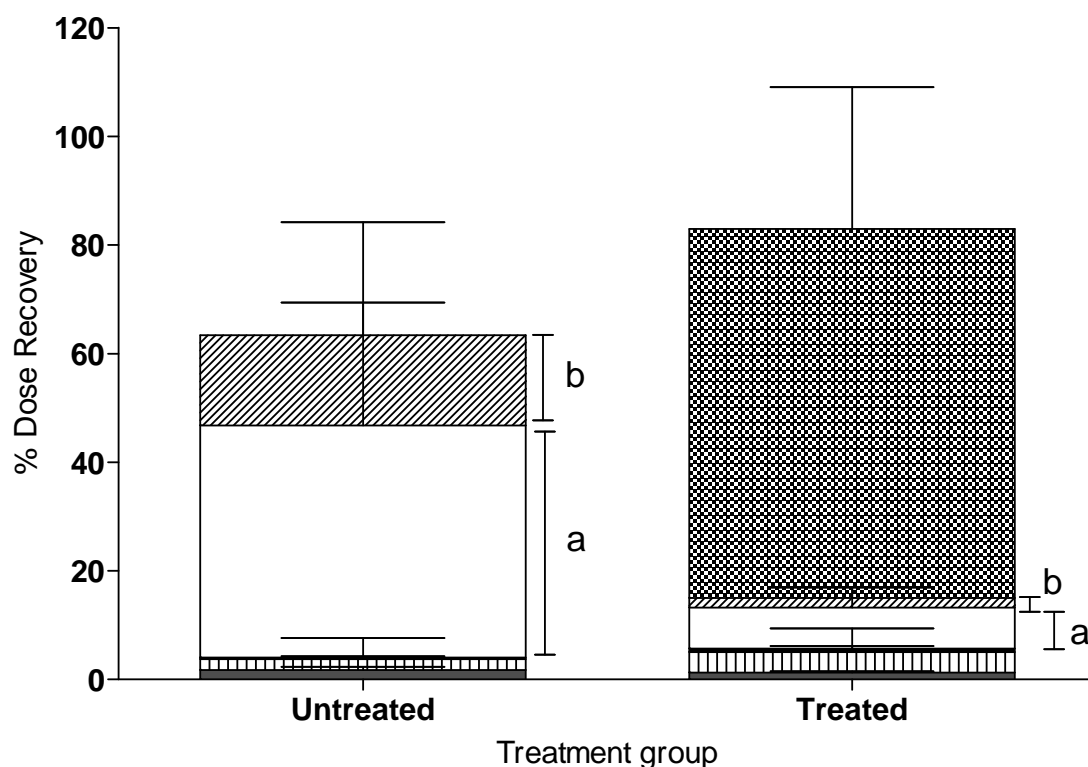 120
100
80
60
40
20
0
% Dose Recovery
b
a
b
a
Untreated
Treated
Treatment group